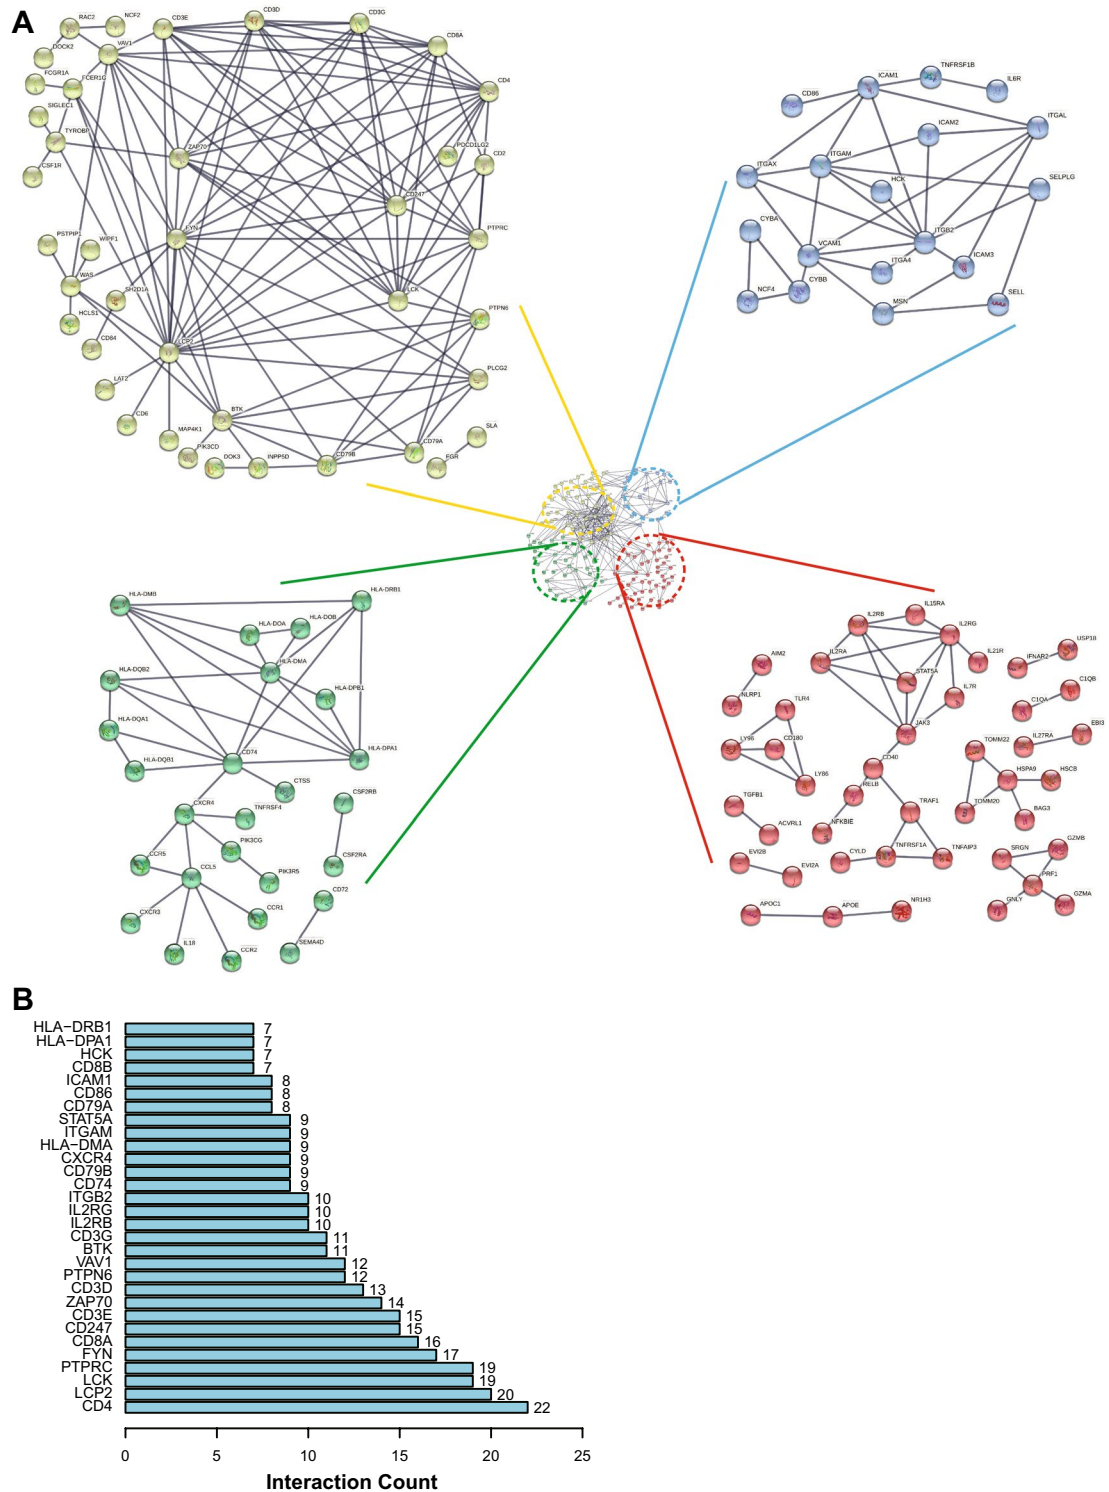 A
RAC2
NCF2
CD3E
CD3D
CD3G
CD8A
DOCK2
VAV1
FCGR1A
FCER1G
CD4
SIGLEC1
TYROBP
ZAP70
PDCD1LG2
CD2
CSF1R
CD247
PSTPIP1
WIPF1
FYN
PTPRC
WAS
SH2D1A
LCK
HCLS1
PTPN6
CD84
LCP2
LAT2
PLCG2
CD6
BTK
MAP4K1
SLA
PIK3CD
CD79A
DOK3
INPP5D
CD79B
FGR
TNFRSF1B
ICAM1
IL6R
CD86
ICAM2
ITGAL
ITGAX
ITGAM
HCK
SELPLG
CYBA
VCAM1
ITGB2
ITGA4
ICAM3
NCF4
CYBB
MSN
SELL
HLA-DMB
HLA-DRB1
HLA-DOA
HLA-DOB
HLA-DMA
HLA-DQB2
HLA-DPB1
HLA-DQA1
HLA-DQB1
CD74
HLA-DPA1
CTSS
CXCR4
TNFRSF4
CSF2RB
CCR5
PIK3CG
CCL5
PIK3R5
CSF2RA
CXCR3
CCR1
CD72
IL18
CCR2
SEMA4D
IL15RA
IL2RB
IL2RG
USP18
AIM2
IL2RA
IL21R
IFNAR2
NLRP1
STAT5A
IL7R
C1QB
TLR4
C1QA
JAK3
EBI3
LY96
CD180
TOMM22
IL27RA
CD40
HSPA9
HSCB
LY86
RELB
TGFB1
TRAF1
TOMM20
BAG3
ACVRL1
NFKBIE
GZMB
EVI2B
CYLD
TNFRSF1A
TNFAIP3
SRGN
EVI2A
PRF1
GZMA
APOC1
APOE
NR1H3
GNLY
B
HLA−DRB1 7
HLA−DPA1 7
HCK 7
CD8B 7
ICAM1 8
CD86 8
CD79A 8
STAT5A 9
ITGAM 9
HLA−DMA 9
CXCR4 9
CD79B 9
CD74 9
ITGB2 10
IL2RG 10
IL2RB 10
CD3G 11
BTK 11
VAV1 12
PTPN6 12
CD3D 13
ZAP70 14
CD3E 15
CD247 15
CD8A 16
FYN 17
PTPRC 19
LCK 19
LCP2 20
CD4 22
0 5 10 15 20 25
Interaction Count